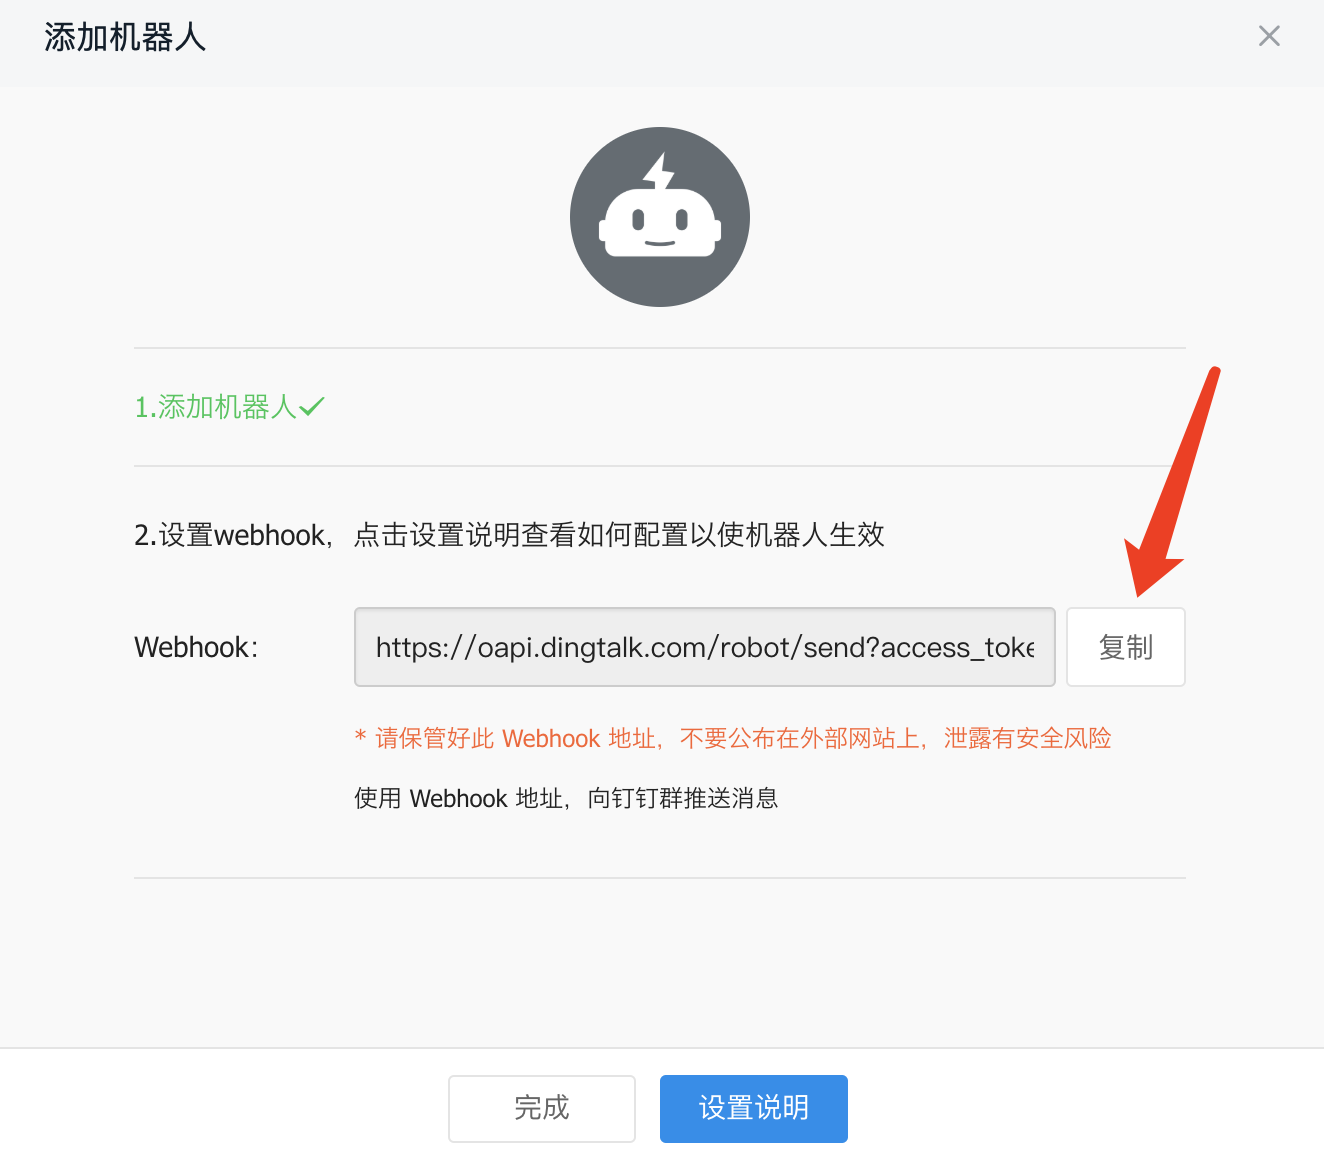 添加机器人
1.添加机器人
2.设置webhook，点击设置说明查看如何配置以使机器人生效
Webhook：
https://oapi.dingtalk.com/robot/send?access_toke
复制
* 请保管好此 Webhook 地址，不要公布在外部网站上，泄露有安全风险
使用 Webhook 地址，向钉钉群推送消息
完成
设置说明